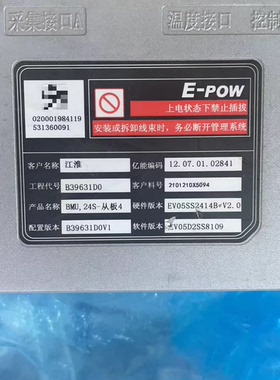 采集接口A 温度接口 控制
E-POW
020001984119
531360091
上电状态下禁止插拔
安装或拆卸线束时，务必断开管理系统
客户名称 江淮 亿能编码 12.07.01.02841
工程代号 B39631D0 客户料号 2101210X5094
产品名称 BMU,24S-从板4 硬件版本 EV05SS2414B-V2.0
配置版本 B39631D0V1 软件版本 EV05D2SS8109